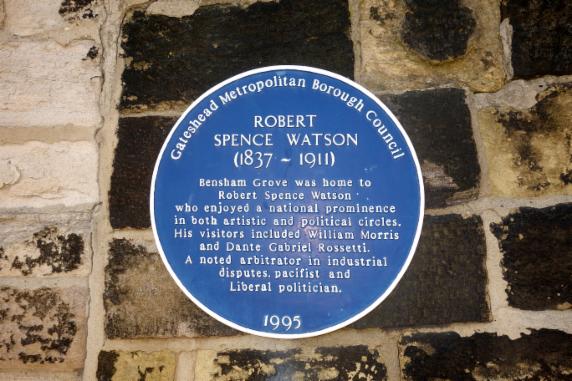 Gateshead Metropolitan Borough Council
ROBERT
SPENCE WATSON
(1837 ~ 1911)
Bensham Grove was home to
Robert Spence Watson
who enjoyed a national prominence
in both artistic and political circles.
His visitors included William Morris
and Dante Gabriel Rossetti.
A noted arbitrator in industrial
disputes, pacifist and
Liberal politician.
1995